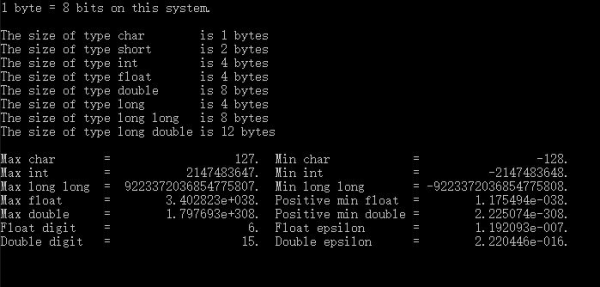 1 byte = 8 bits on this system.
The size of type char        is 1 bytes
The size of type short       is 2 bytes
The size of type int         is 4 bytes
The size of type float       is 4 bytes
The size of type double      is 8 bytes
The size of type long        is 4 bytes
The size of type long long   is 8 bytes
The size of type long double is 12 bytes
Max char      =                  127.  Min char            =                 -128.
Max int       =           2147483647.  Min int             =          -2147483648.
Max long long =  9223372036854775807.  Min long long       = -9223372036854775808.
Max float     =        3.402823e+038.  Positive min float  =        1.175494e-038.
Max double    =        1.797693e+308.  Positive min double =        2.225074e-308.
Float digit   =                    6.  Float epsilon       =        1.192093e-007.
Double digit  =                   15.  Double epsilon      =        2.220446e-016.